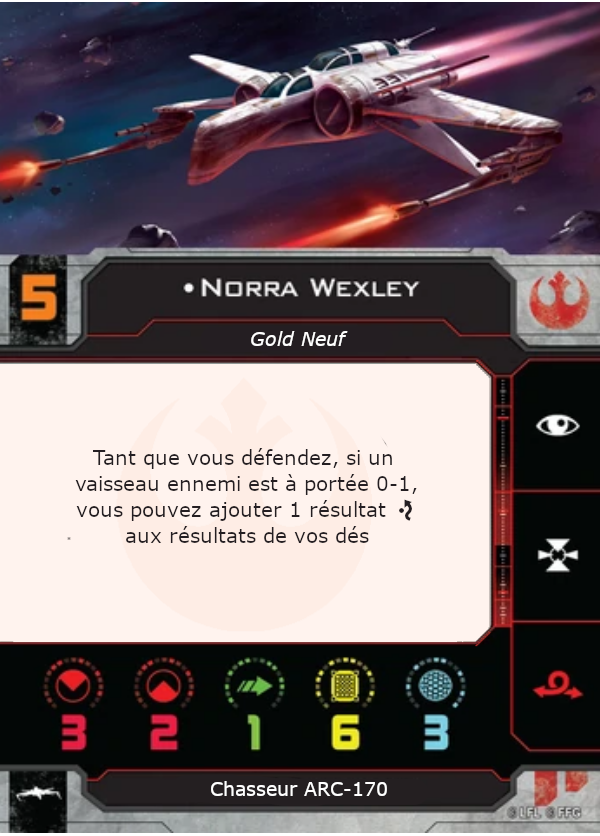 5
•Norra Wexley
Gold Neuf
Tant que vous défendez, si un
vaisseau ennemi est à portée 0-1,
vous pouvez ajouter 1 résultat
aux résultats de vos dés
3 2 1 6 3
Chasseur ARC-170
© LFL © FFG